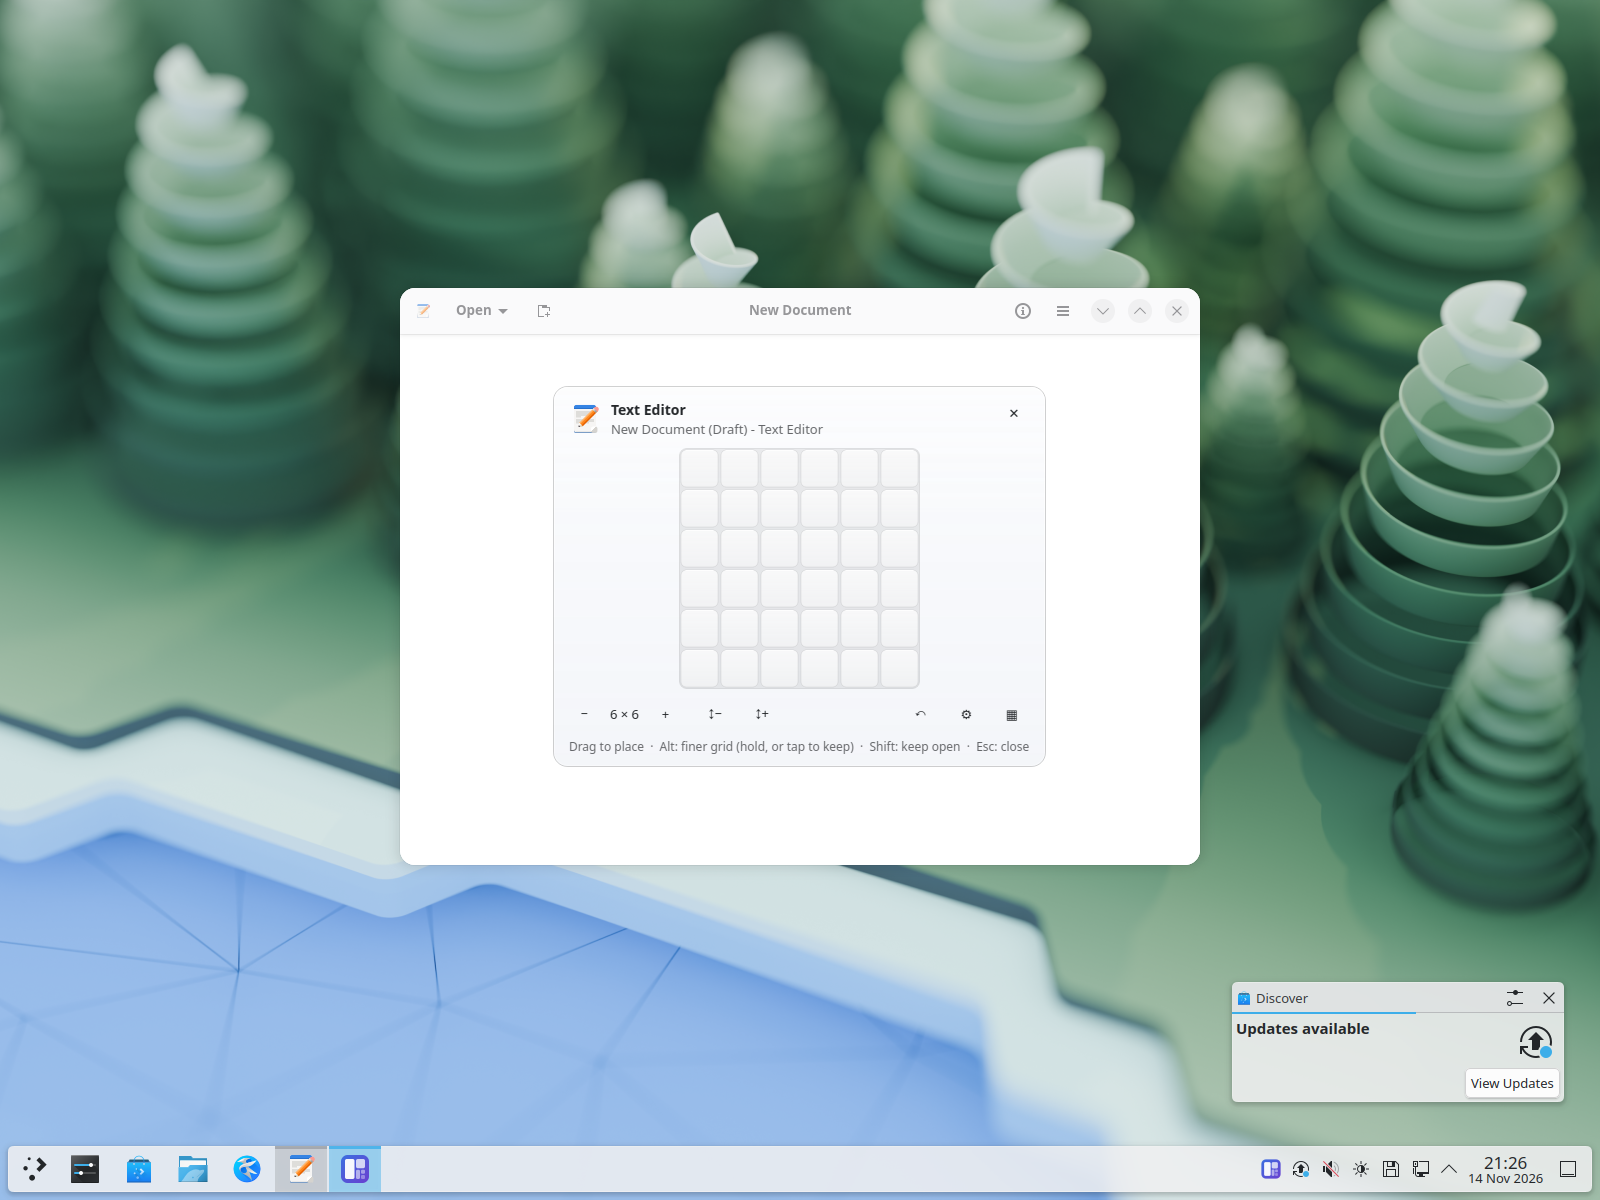 Open
New Document
Text Editor
New Document (Draft) - Text Editor
− 6 × 6 + ↕− ↕+
Drag to place · Alt: finer grid (hold, or tap to keep) · Shift: keep open · Esc: close
Discover
Updates available
View Updates
21:26
14 Nov 2026